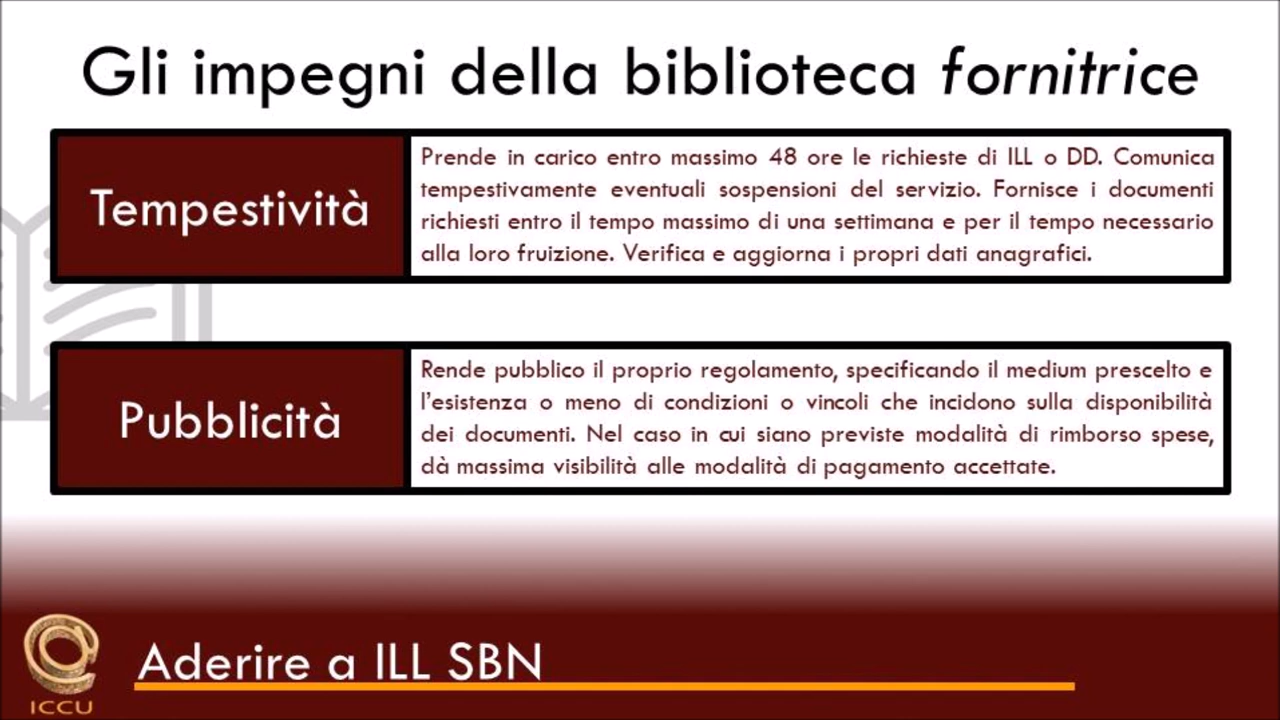 Gli impegni della biblioteca fornitrice
Tempestività
Prende in carico entro massimo 48 ore le richieste di ILL o DD. Comunica
tempestivamente eventuali sospensioni del servizio. Fornisce i documenti
richiesti entro il tempo massimo di una settimana e per il tempo necessario
alla loro fruizione. Verifica e aggiorna i propri dati anagrafici.
Pubblicità
Rende pubblico il proprio regolamento, specificando il medium prescelto e
l’esistenza o meno di condizioni o vincoli che incidono sulla disponibilità
dei documenti. Nel caso in cui siano previste modalità di rimborso spese,
dà massima visibilità alle modalità di pagamento accettate.
Aderire a ILL SBN
@
ICCU